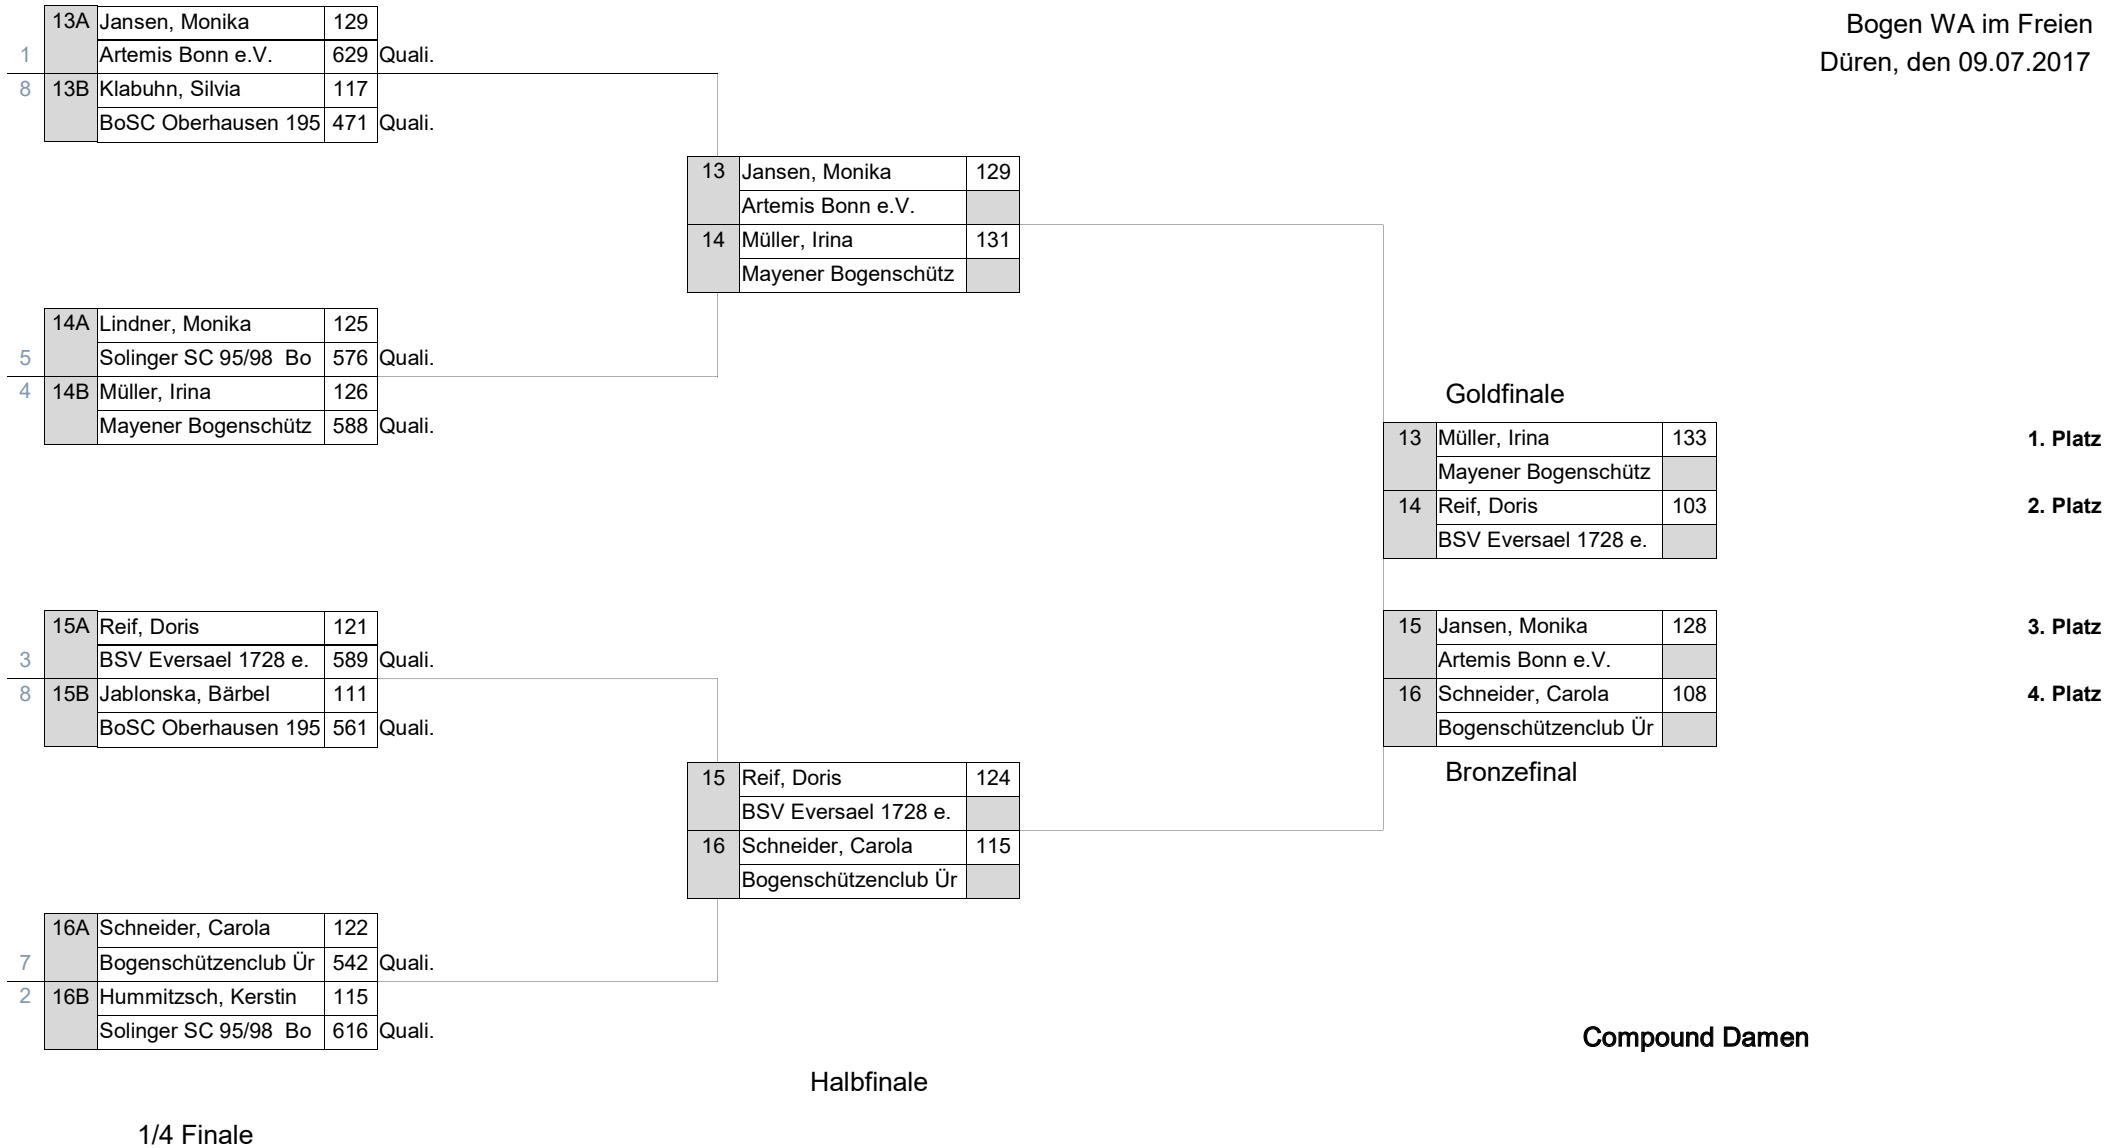 Bogen WA im Freien
Düren, den 09.07.2017
13A Jansen, Monika 129
1 Artemis Bonn e.V. 629 Quali.
8 13B Klabuhn, Silvia 117
BoSC Oberhausen 195 471 Quali.
13 Jansen, Monika 129
Artemis Bonn e.V.
14 Müller, Irina 131
Mayener Bogenschütz
14A Lindner, Monika 125
5 Solinger SC 95/98  Bo 576 Quali.
4 14B Müller, Irina 126
Mayener Bogenschütz 588 Quali.
Goldfinale
13 Müller, Irina 133 1. Platz
Mayener Bogenschütz
14 Reif, Doris 103 2. Platz
BSV Eversael 1728 e.
15A Reif, Doris 121
3 BSV Eversael 1728 e. 589 Quali.
8 15B Jablonska, Bärbel 111
BoSC Oberhausen 195 561 Quali.
15 Jansen, Monika 128 3. Platz
Artemis Bonn e.V.
16 Schneider, Carola 108 4. Platz
Bogenschützenclub Ür
Bronzefinal
15 Reif, Doris 124
BSV Eversael 1728 e.
16 Schneider, Carola 115
Bogenschützenclub Ür
16A Schneider, Carola 122
7 Bogenschützenclub Ür 542 Quali.
2 16B Hummitzsch, Kerstin 115
Solinger SC 95/98  Bo 616 Quali.
Compound Damen
Halbfinale
1/4 Finale